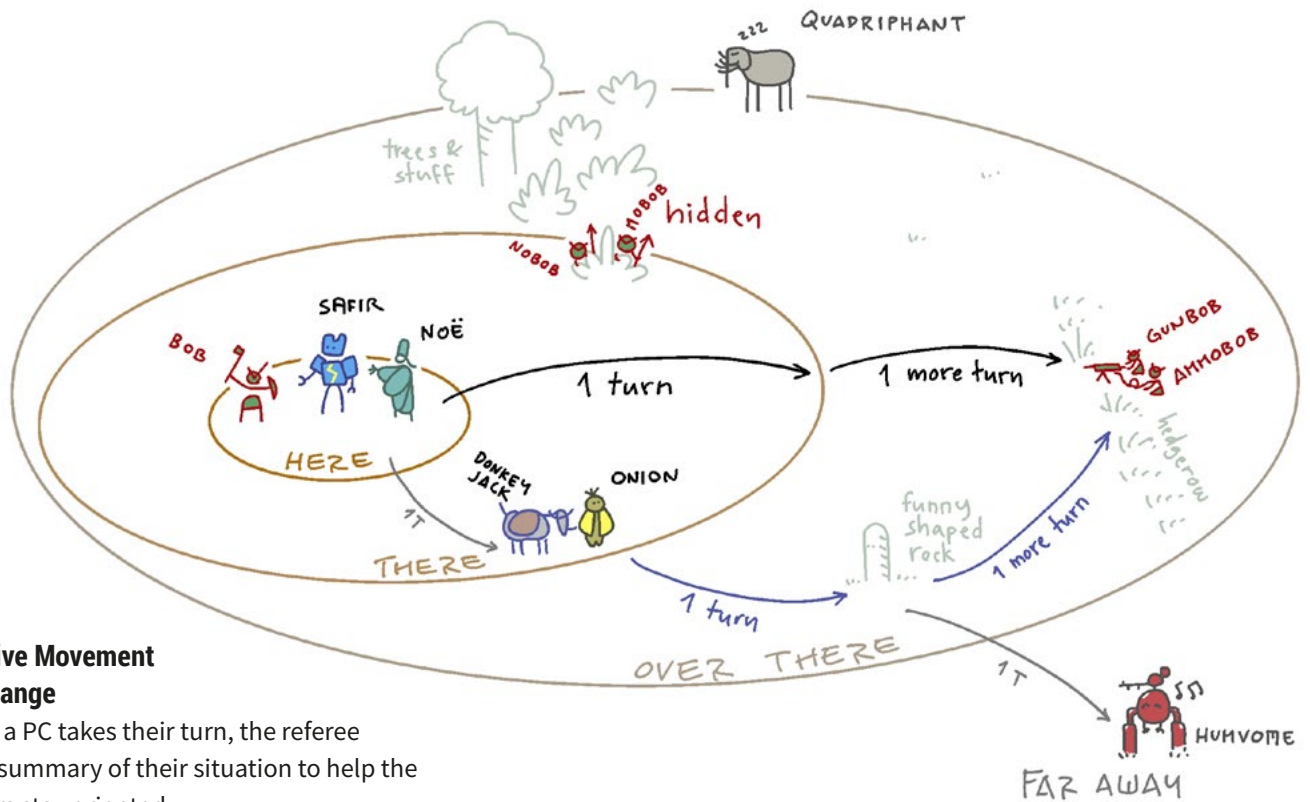 zzz
QUADRIPHANT
trees &
stuff
MOBOB
hidden
NOBOB
SAFIR
NOË
BOB
GUNBOB
AMMOBOB
1 turn
1 more turn
HERE
DONKEY
JACK
ONION
1T
hedgerow
funny
shaped
rock
THERE
1 more turn
1 turn
OVER THERE
1T
HUMVOME
FAR AWAY
ive Movement
ange
a PC takes their turn, the referee
summary of their situation to help the